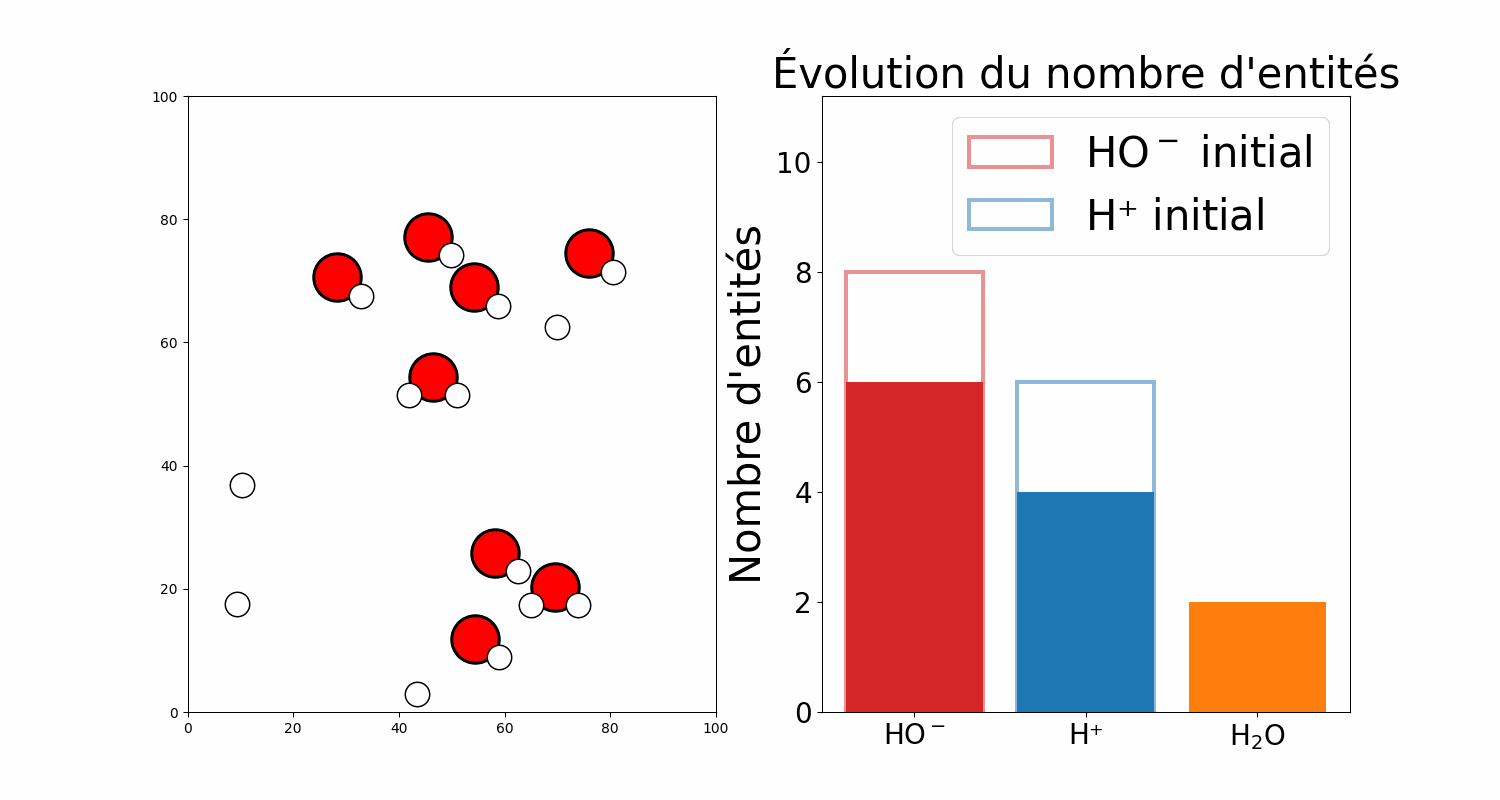 Évolution du nombre d'entités
HO⁻ initial
H⁺ initial
100
80
60
40
20
0
0 20 40 60 80 100
Nombre d'entités
10
8
6
4
2
0
HO⁻ H⁺ H₂O